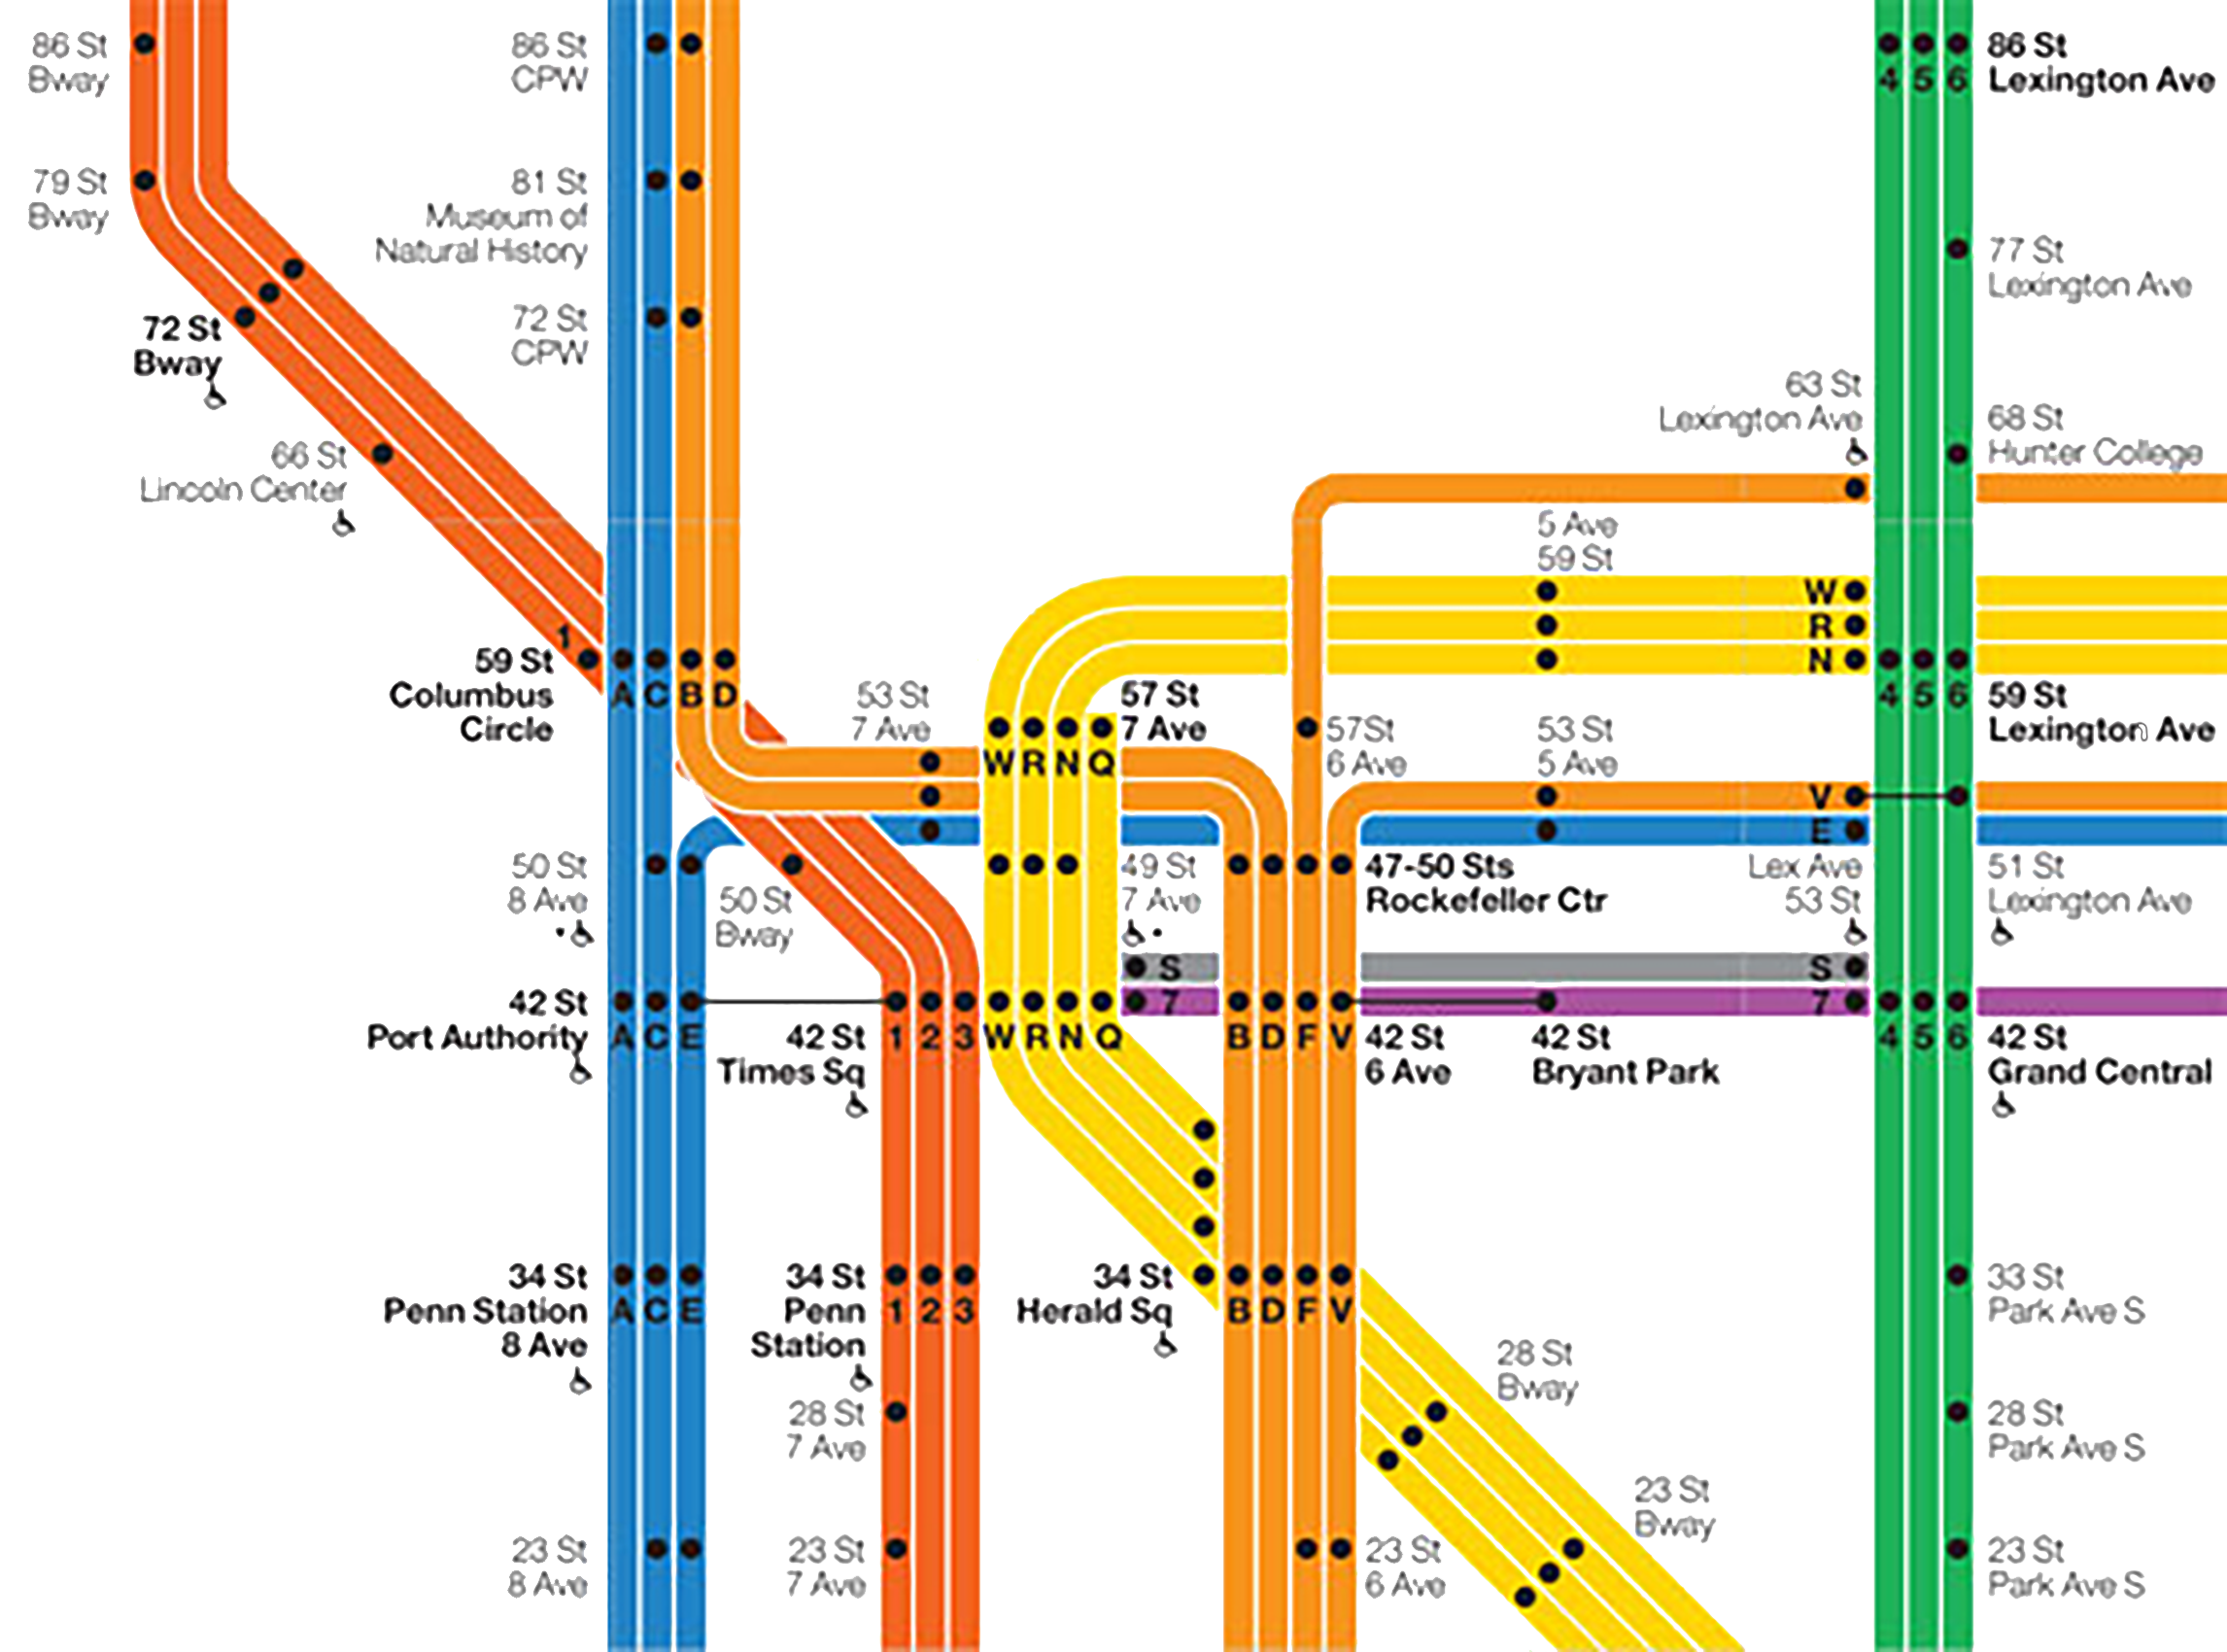 86 St
Bway
86 St
CPW
4 5 6
86 St
Lexington Ave
79 St
Bway
81 St
Museum of
Natural History
77 St
Lexington Ave
72 St
Bway
72 St
CPW
63 St
Lexington Ave
68 St
Hunter College
66 St
Lincoln Center
5 Ave
59 St
W
R
N
1
59 St
Columbus
Circle
A C B D
53 St
7 Ave
57 St
7 Ave
W R N Q
57St
6 Ave
53 St
5 Ave
4 5 6
59 St
Lexington Ave
V
E
50 St
8 Ave
50 St
Bway
49 St
7 Ave
47-50 Sts
Rockefeller Ctr
Lex Ave
53 St
51 St
Lexington Ave
S
S
7
7
42 St
Port Authority
A C E
42 St
Times Sq
1 2 3
W R N Q
B D F V
42 St
6 Ave
42 St
Bryant Park
4 5 6
42 St
Grand Central
34 St
Penn Station
8 Ave
A C E
34 St
Penn
Station
1 2 3
34 St
Herald Sq
B D F V
33 St
Park Ave S
28 St
Bway
28 St
7 Ave
28 St
Park Ave S
23 St
Bway
23 St
8 Ave
23 St
7 Ave
23 St
6 Ave
23 St
Park Ave S